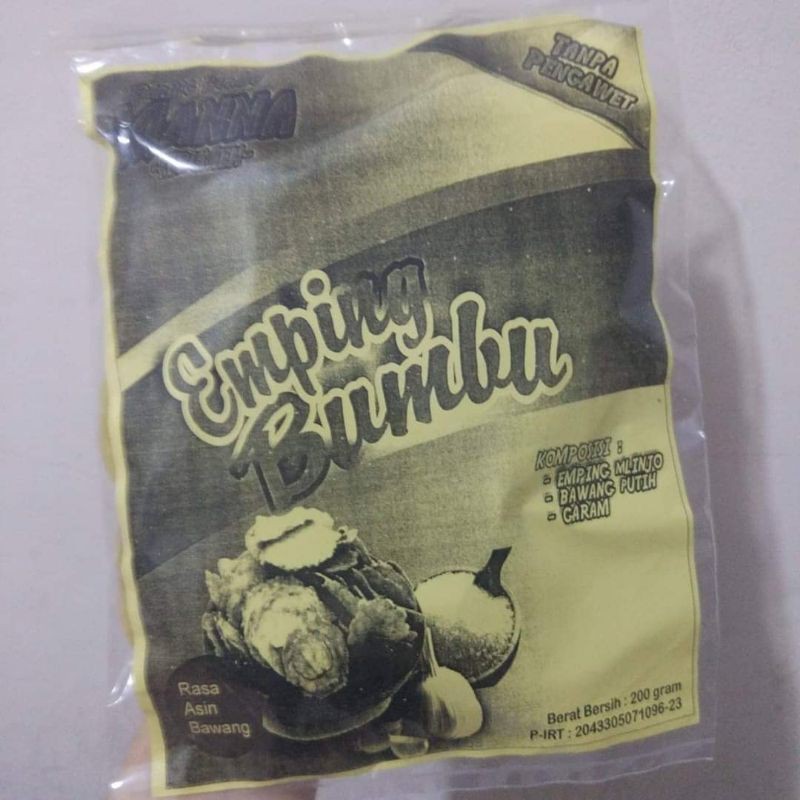 TANPA
PENGAWET
Emping
Bumbu
KOMPOSISI :
- EMPING MLINJO
- BAWANG PUTIH
- GARAM
Rasa
Asin
Bawang
Berat Bersih : 200 gram
P-IRT : 2043305071096-23